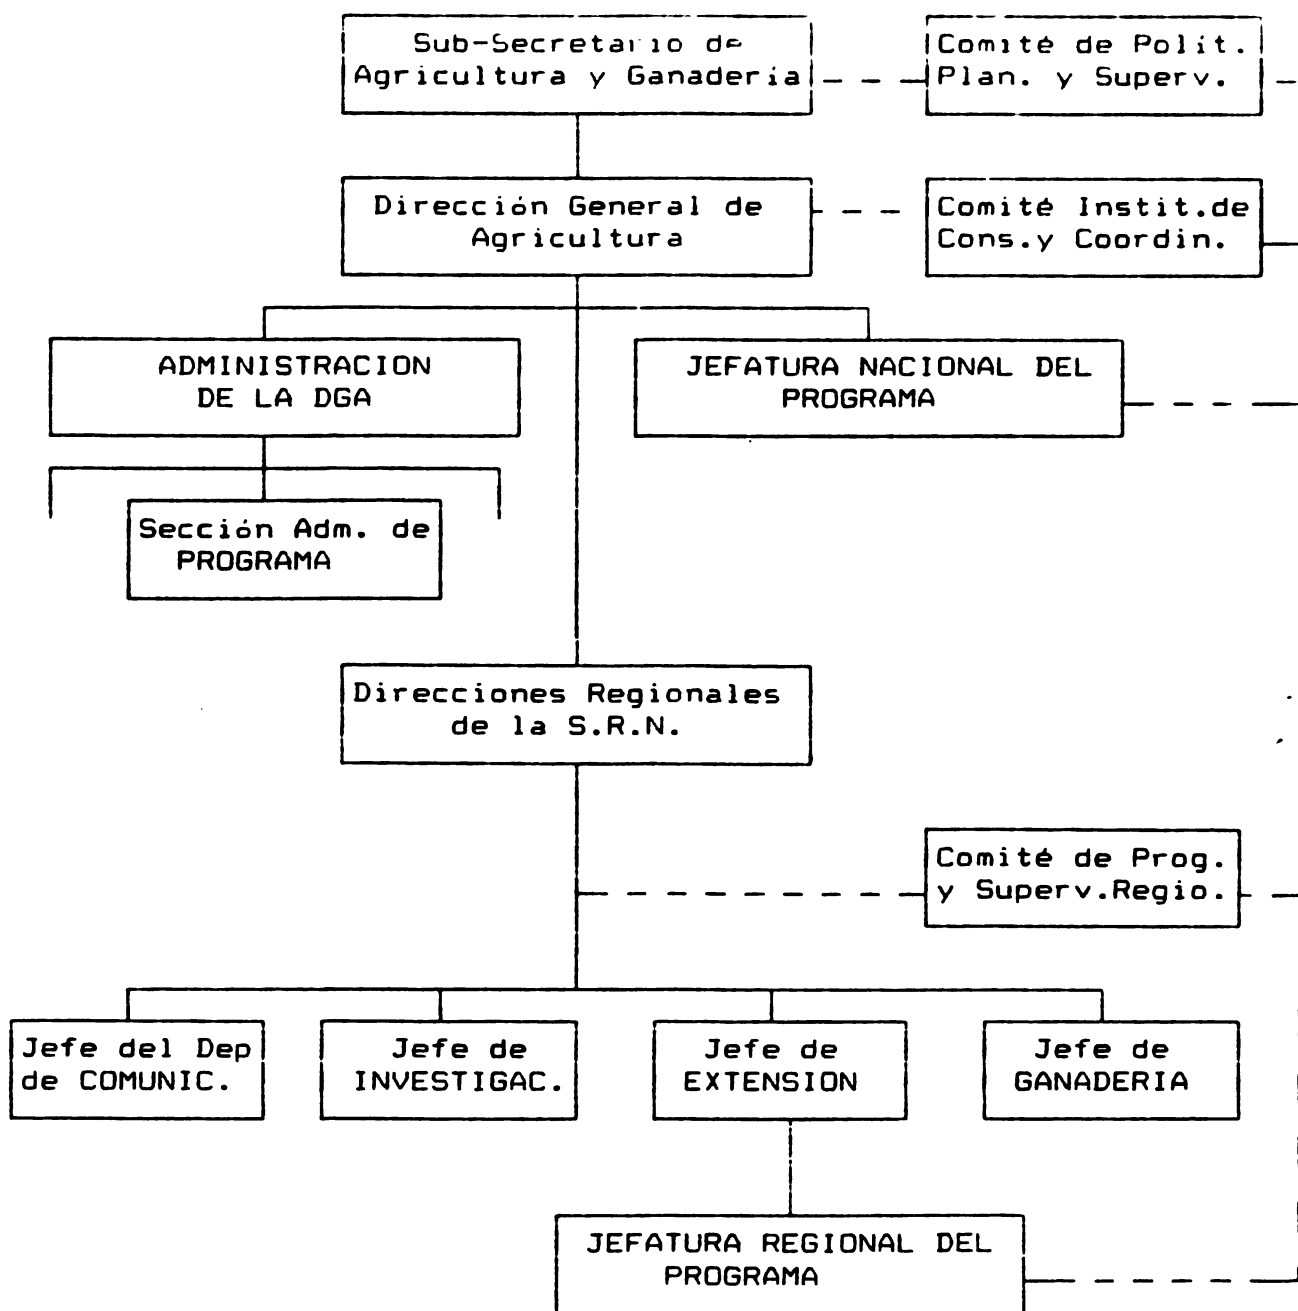 Sub-Secretario de
Agricultura y Ganaderia
Comité de Polit.
Plan. y Superv.
Dirección General de
Agricultura
Comité Instit.de
Cons.y Coordin.
ADMINISTRACION
DE LA DGA
JEFATURA NACIONAL DEL
PROGRAMA
Sección Adm. de
PROGRAMA
Direcciones Regionales
de la S.R.N.
Comité de Prog.
y Superv.Regio.
Jefe del Dep
de COMUNIC.
Jefe de
INVESTIGAC.
Jefe de
EXTENSION
Jefe de
GANADERIA
JEFATURA REGIONAL DEL
PROGRAMA